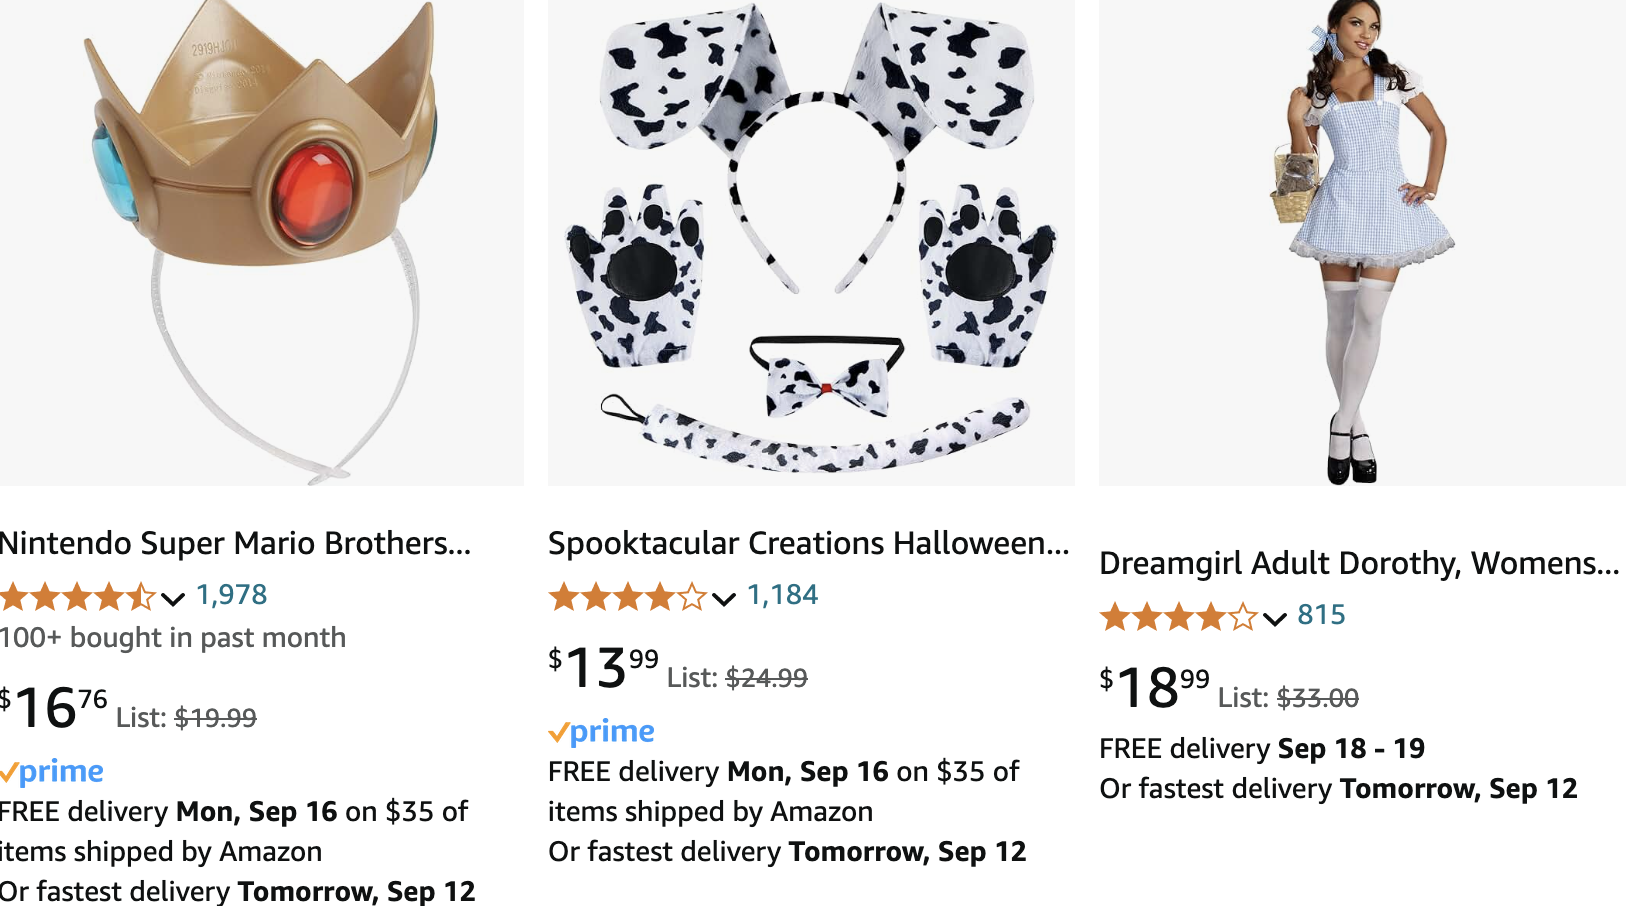 2919HJ01
Nintendo Super Mario Brothers...
1,978
100+ bought in past month
$16.76 List: $19.99
prime
FREE delivery Mon, Sep 16 on $35 of
items shipped by Amazon
Or fastest delivery Tomorrow, Sep 12
Spooktacular Creations Halloween...
1,184
$13.99 List: $24.99
prime
FREE delivery Mon, Sep 16 on $35 of
items shipped by Amazon
Or fastest delivery Tomorrow, Sep 12
Dreamgirl Adult Dorothy, Womens...
815
$18.99 List: $33.00
FREE delivery Sep 18 - 19
Or fastest delivery Tomorrow, Sep 12